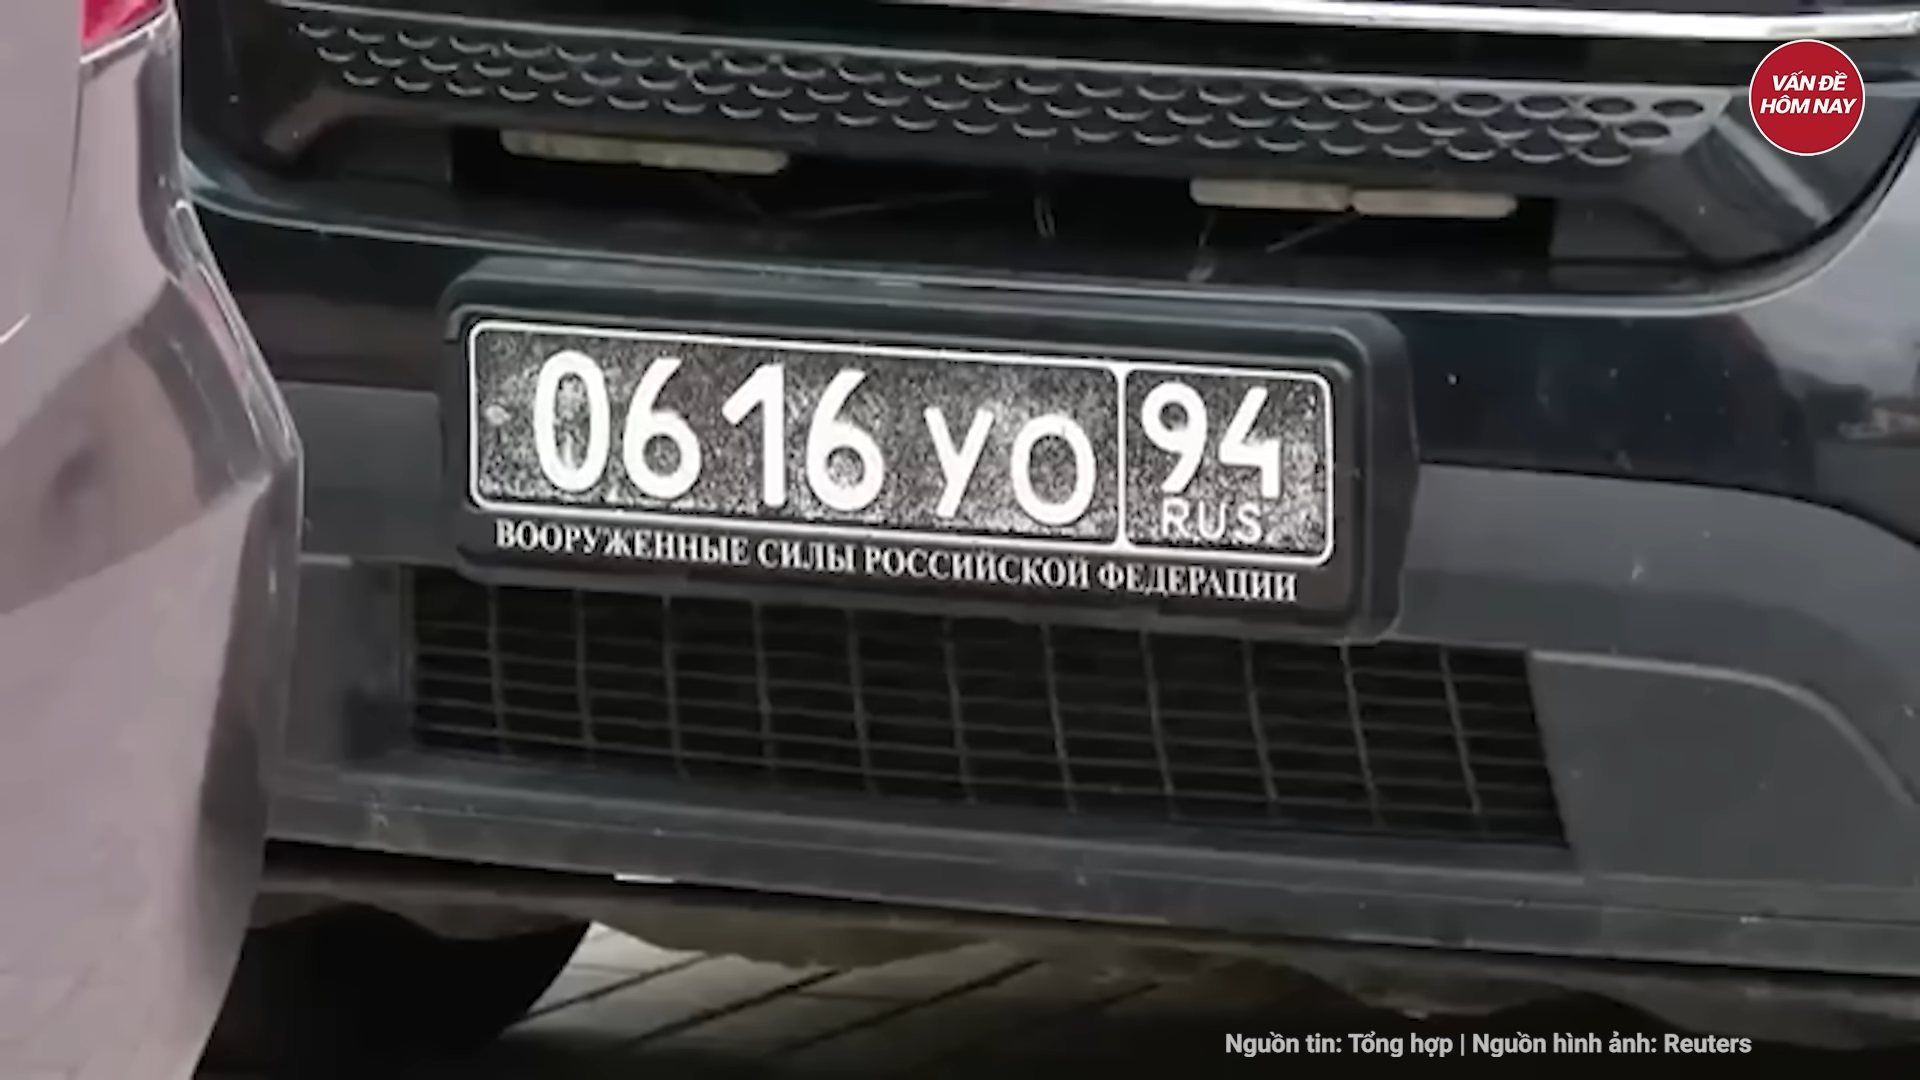 VẤN ĐỀ
HÔM NAY
0616 УО 94
RUS
ВООРУЖЕННЫЕ СИЛЫ РОССИЙСКОЙ ФЕДЕРАЦИИ
Nguồn tin: Tổng hợp | Nguồn hình ảnh: Reuters